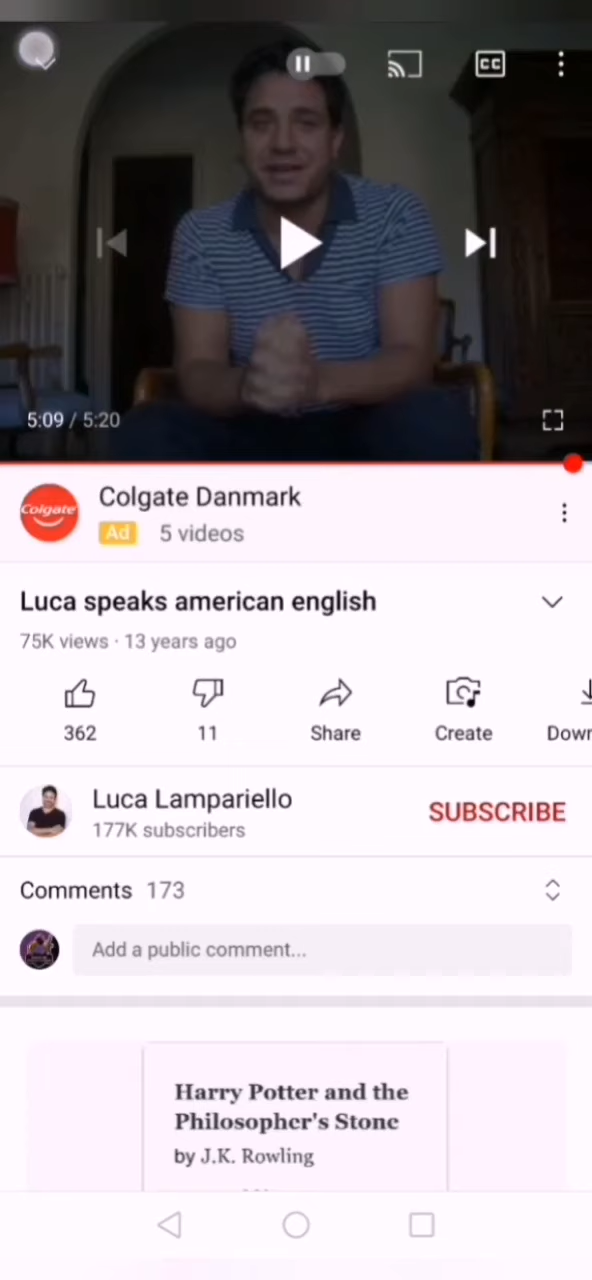 CC
5:09 / 5:20
Colgate
Colgate Danmark
Ad 5 videos
Luca speaks american english
75K views · 13 years ago
362
11
Share
Create
Down
Luca Lampariello
177K subscribers
SUBSCRIBE
Comments 173
Add a public comment...
Harry Potter and the
Philosopher's Stone
by J.K. Rowling